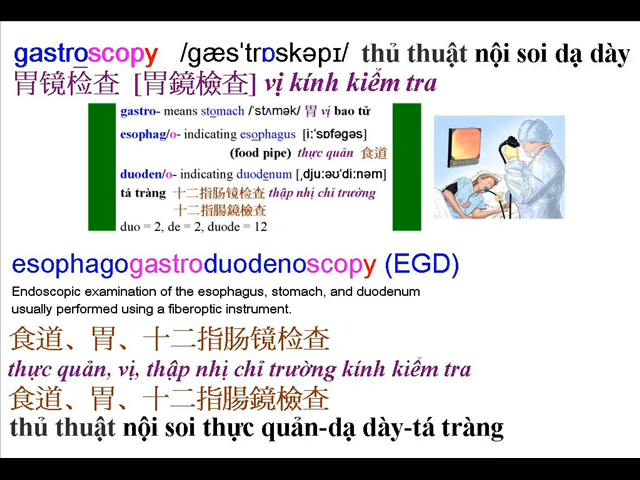 gastroscopy /gæsˈtrɒskəpɪ/ thủ thuật nội soi dạ dày
胃镜检查 [胃鏡檢查] vị kính kiểm tra
gastro- means stomach /ˈstʌmək/ 胃 vị bao tử
esophag/o- indicating esophagus [iːˈsɒfəgəs]
(food pipe) thực quản 食道
duoden/o- indicating duodenum [ˌdjuːəʊˈdiːnəm]
tá tràng 十二指肠镜检查 thập nhị chỉ trường
十二指腸鏡檢查
duo = 2, de = 2, duode = 12
esophagogastroduodenoscopy (EGD)
Endoscopic examination of the esophagus, stomach, and duodenum
usually performed using a fiberoptic instrument.
食道、胃、十二指肠镜检查
thực quản, vị, thập nhị chỉ trường kính kiểm tra
食道、胃、十二指腸鏡檢查
thủ thuật nội soi thực quản-dạ dày-tá tràng